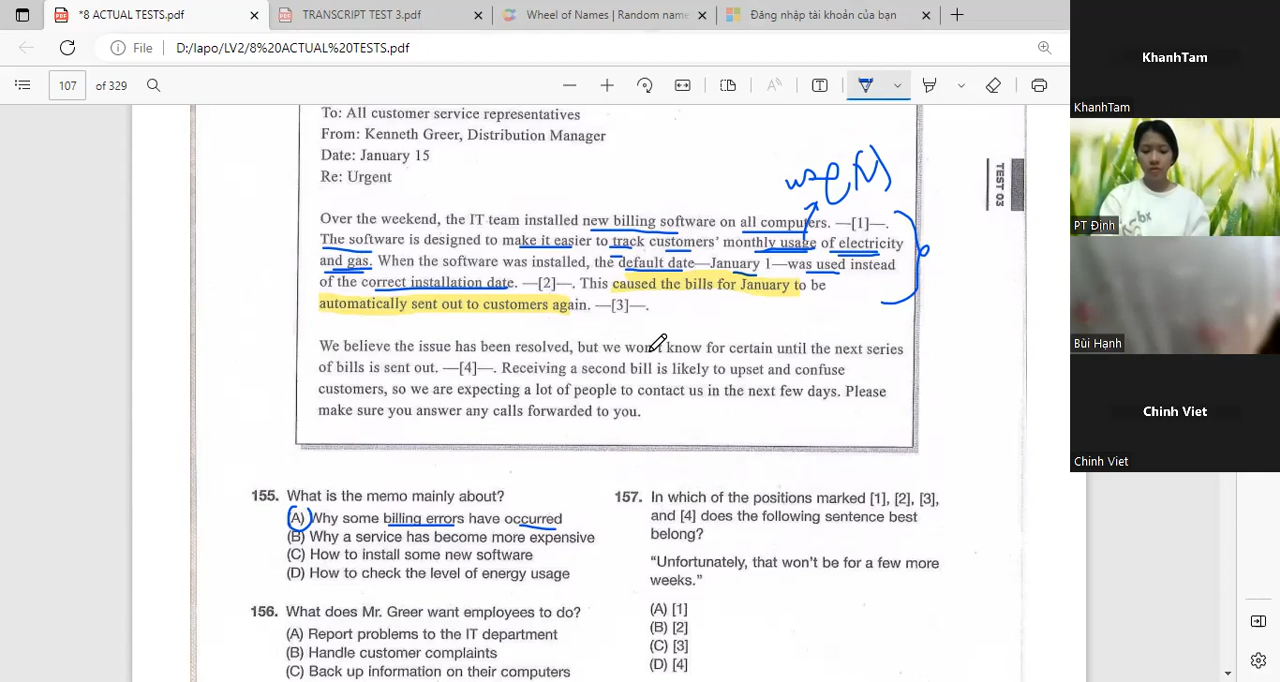 *8 ACTUAL TESTS.pdf
TRANSCRIPT TEST 3.pdf
Wheel of Names | Random name
Đăng nhập tài khoản của bạn
File
D:/lapo/LV2/8%20ACTUAL%20TESTS.pdf
107 of 329
To: All customer service representatives
From: Kenneth Greer, Distribution Manager
Date: January 15
Re: Urgent
use (v)
Over the weekend, the IT team installed new billing software on all computers. —[1]—.
The software is designed to make it easier to track customers' monthly usage of electricity
and gas. When the software was installed, the default date—January 1—was used instead
of the correct installation date. —[2]—. This caused the bills for January to be
automatically sent out to customers again. —[3]—.
We believe the issue has been resolved, but we won't know for certain until the next series
of bills is sent out. —[4]—. Receiving a second bill is likely to upset and confuse
customers, so we are expecting a lot of people to contact us in the next few days. Please
make sure you answer any calls forwarded to you.
TEST 03
155. What is the memo mainly about?
(A) Why some billing errors have occurred
(B) Why a service has become more expensive
(C) How to install some new software
(D) How to check the level of energy usage
156. What does Mr. Greer want employees to do?
(A) Report problems to the IT department
(B) Handle customer complaints
(C) Back up information on their computers
157. In which of the positions marked [1], [2], [3],
and [4] does the following sentence best
belong?
“Unfortunately, that won't be for a few more
weeks.”
(A) [1]
(B) [2]
(C) [3]
(D) [4]
KhanhTam
KhanhTam
PT Định
Bùi Hạnh
Chinh Viet
Chinh Viet